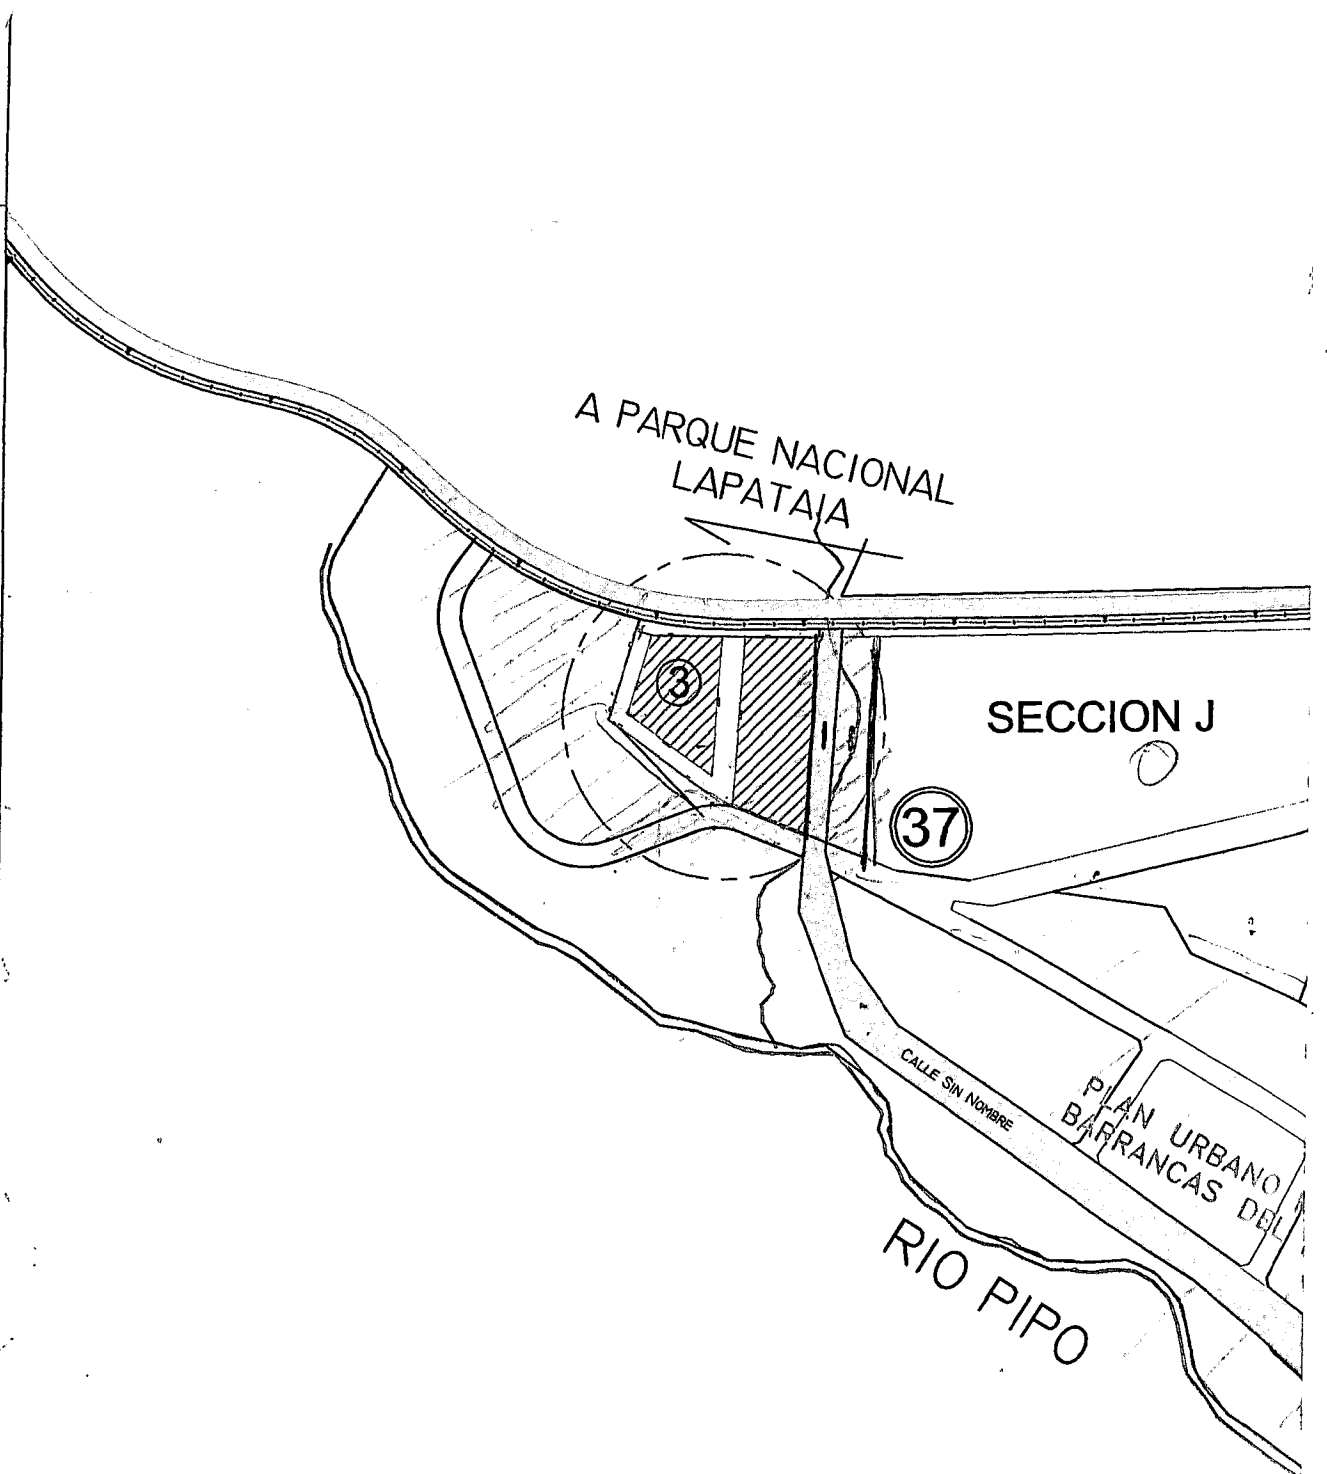 A PARQUE NACIONAL
LAPATAIA
3
SECCION J
37
CALLE SIN NOMBRE
PLAN URBANO
BARRANCAS DEL
RIO PIPO